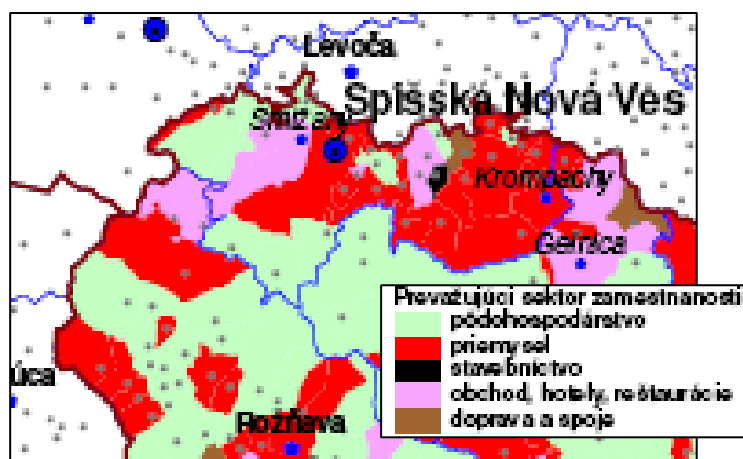 Levoča
Spišská Nová Ves
Smižany
Krompachy
Gelnica
Prevažujúci sektor zamestnanosti
pôdohospodárstvo
priemysel
stavebníctvo
obchod, hotely, reštaurácie
doprava a spoje
úca
Rožňava